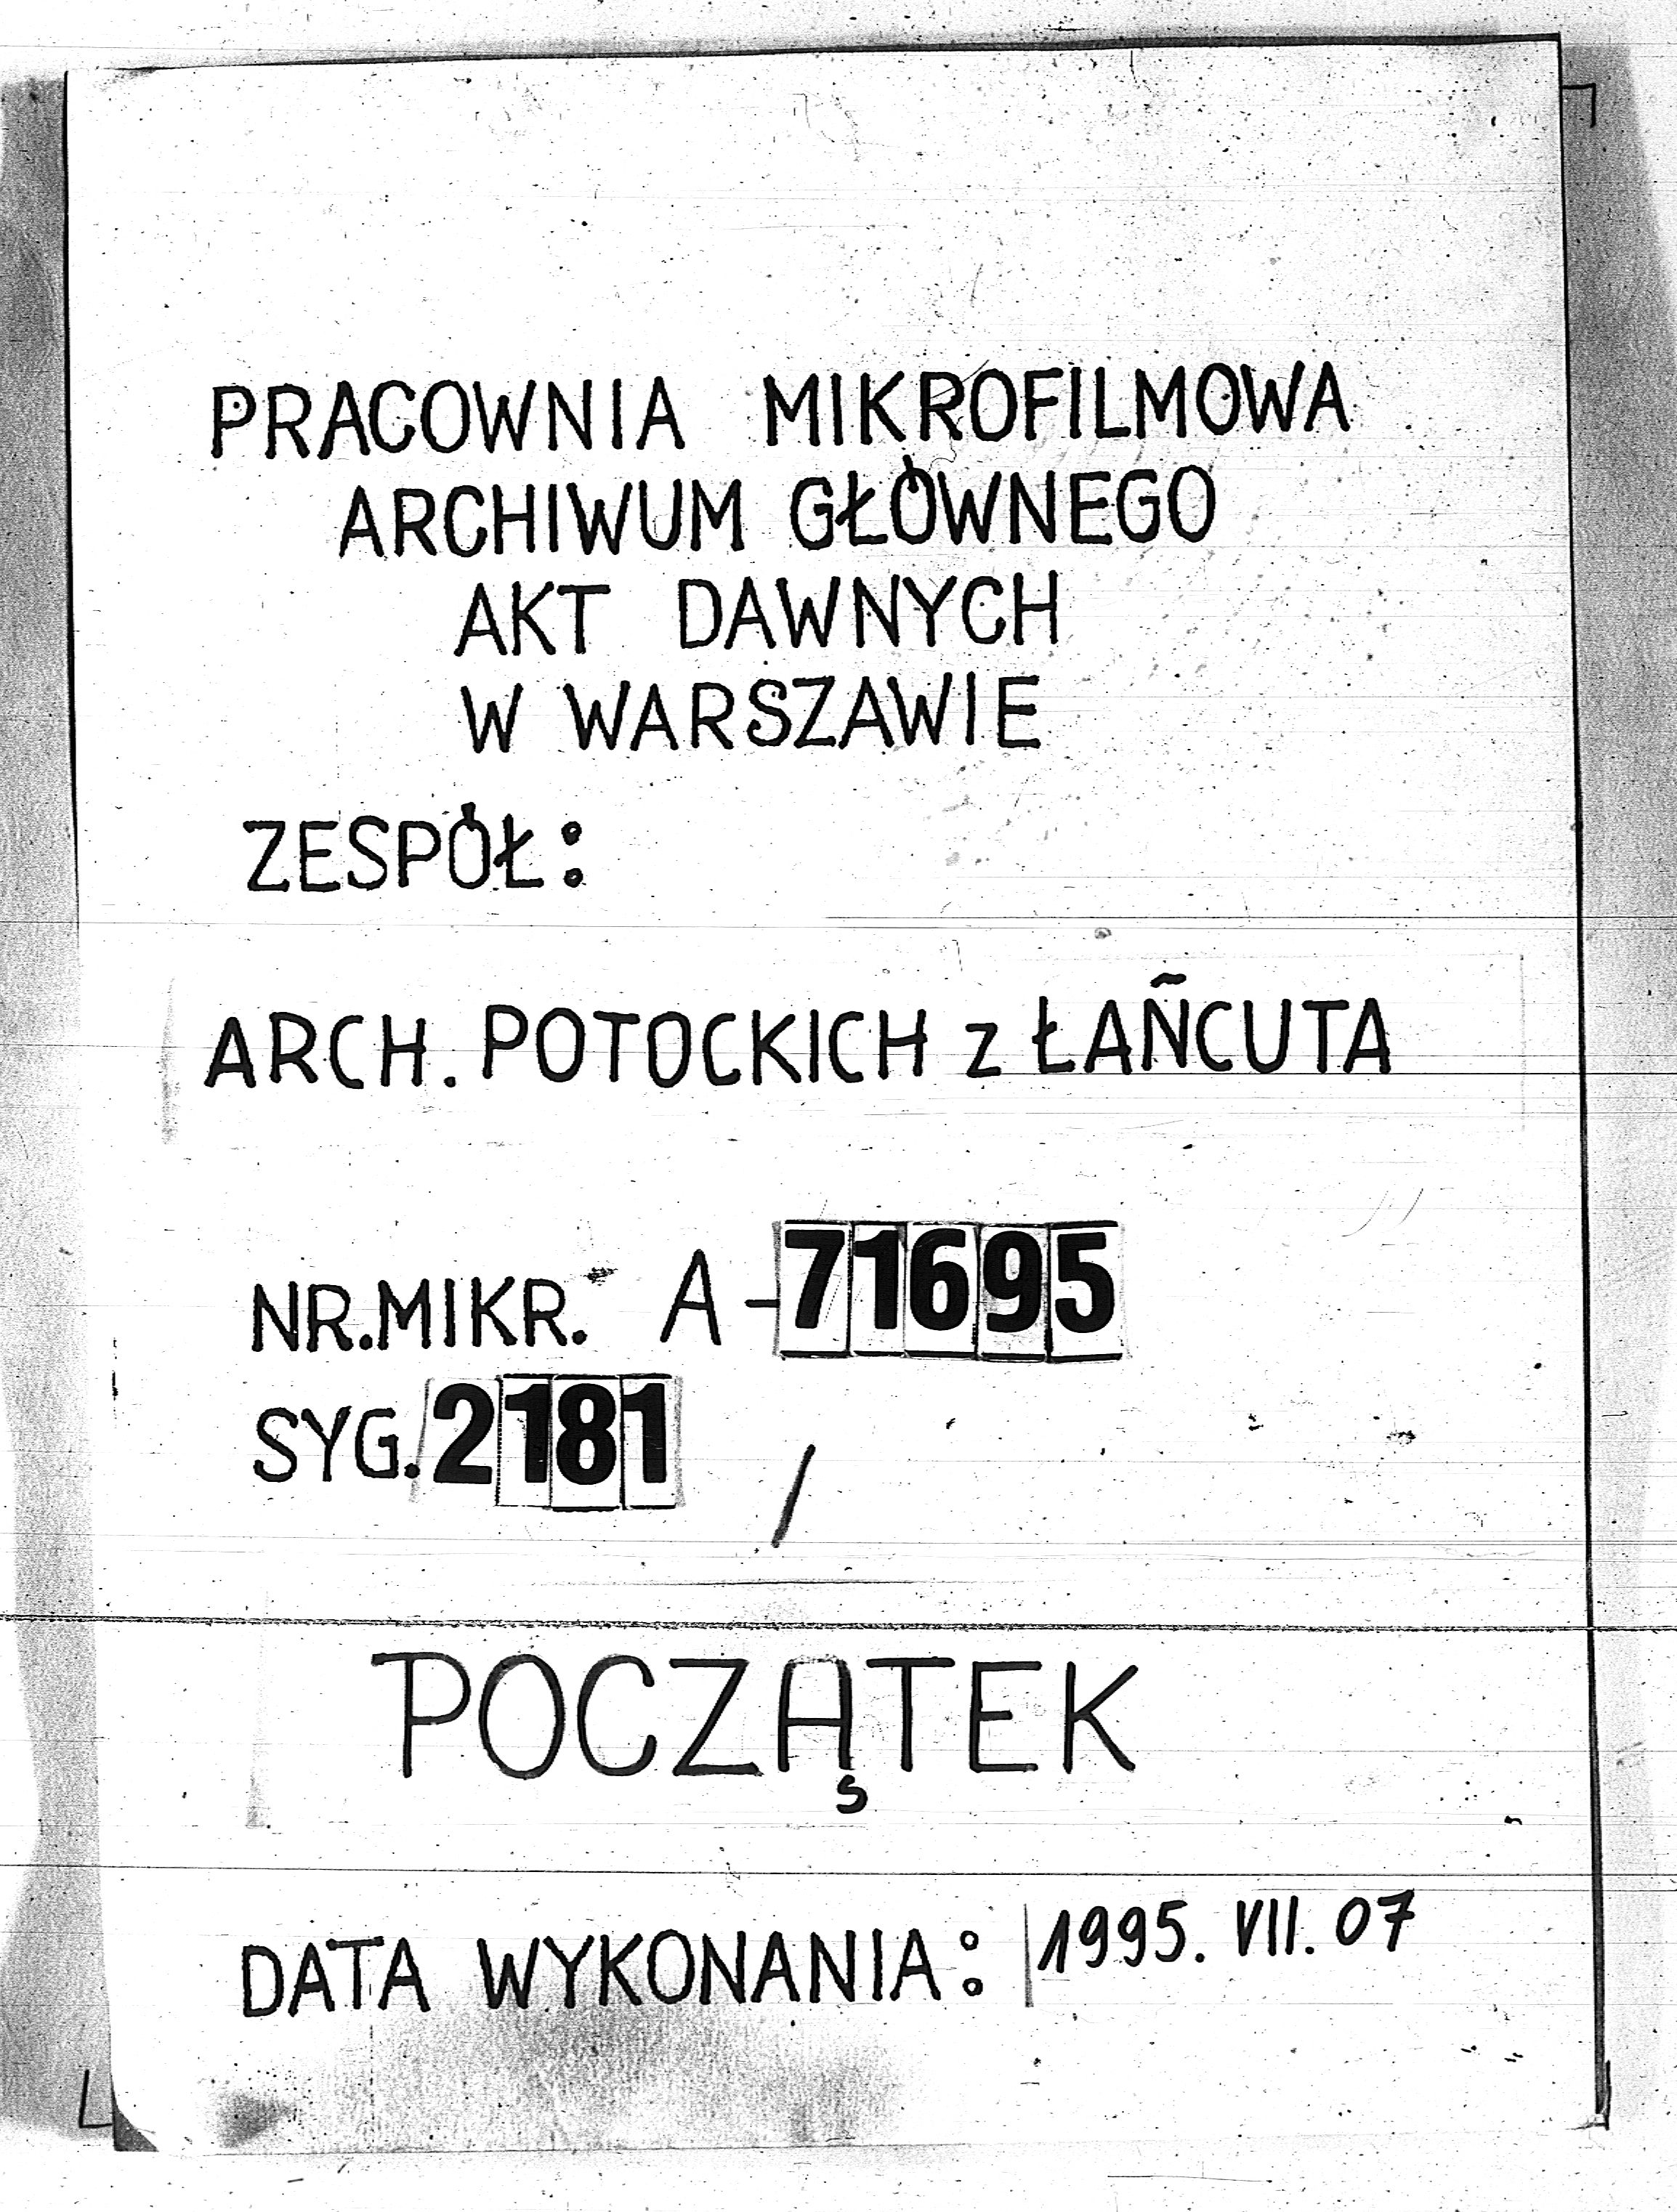 PRACOWNIA MIKROFILMOWA
ARCHIWUM GŁÓWNEGO
AKT DAWNYCH
W WARSZAWIE
ZESPÓŁ:
ARCH. POTOCKICH z ŁAŃCUTA
NR.MIKR. A-71695
SYG. 2181 /
POCZĄTEK
DATA WYKONANIA: 1995. VII. 07